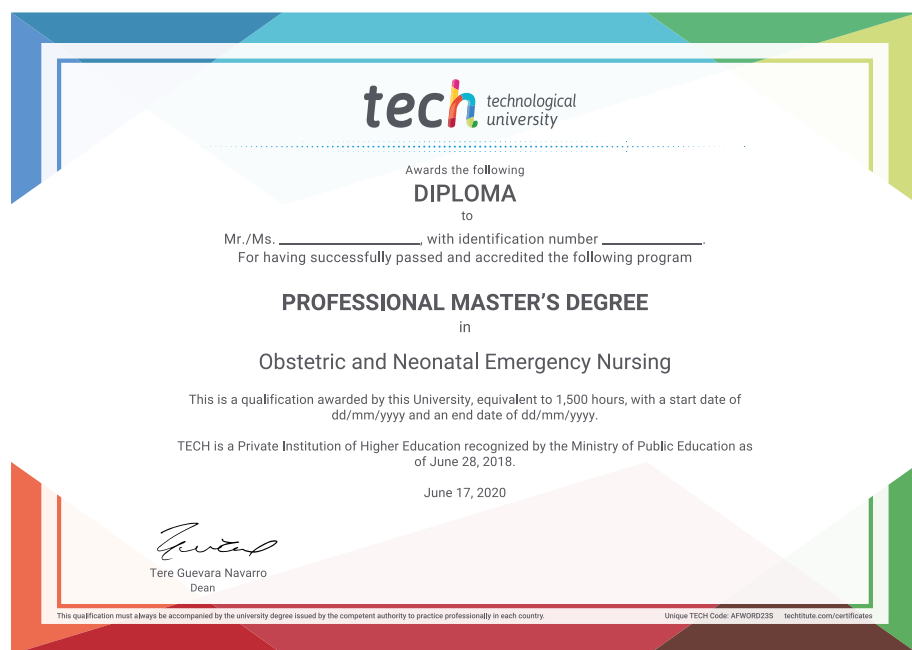 tech technological
university
Awards the following
DIPLOMA
to
Mr./Ms. ____________________, with identification number ______________.
For having successfully passed and accredited the following program
PROFESSIONAL MASTER'S DEGREE
in
Obstetric and Neonatal Emergency Nursing
This is a qualification awarded by this University, equivalent to 1,500 hours, with a start date of
dd/mm/yyyy and an end date of dd/mm/yyyy.
TECH is a Private Institution of Higher Education recognized by the Ministry of Public Education as
of June 28, 2018.
June 17, 2020
Tere Guevara Navarro
Dean
This qualification must always be accompanied by the university degree issued by the competent authority to practice professionally in each country.
Unique TECH Code: AFWORD23S techtitute.com/certificates